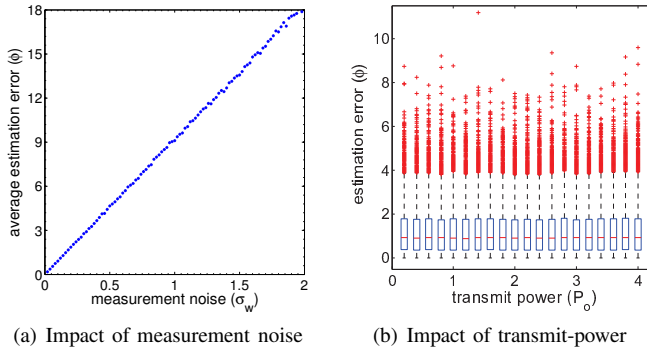 18
15
12
9
6
3
0
average estimation error (ϕ)
0 0.5 1 1.5 2
measurement noise (σw)
(a) Impact of measurement noise
10
8
6
4
2
0
estimation error (ϕ)
0 1 2 3 4
transmit power (Po)
(b) Impact of transmit-power